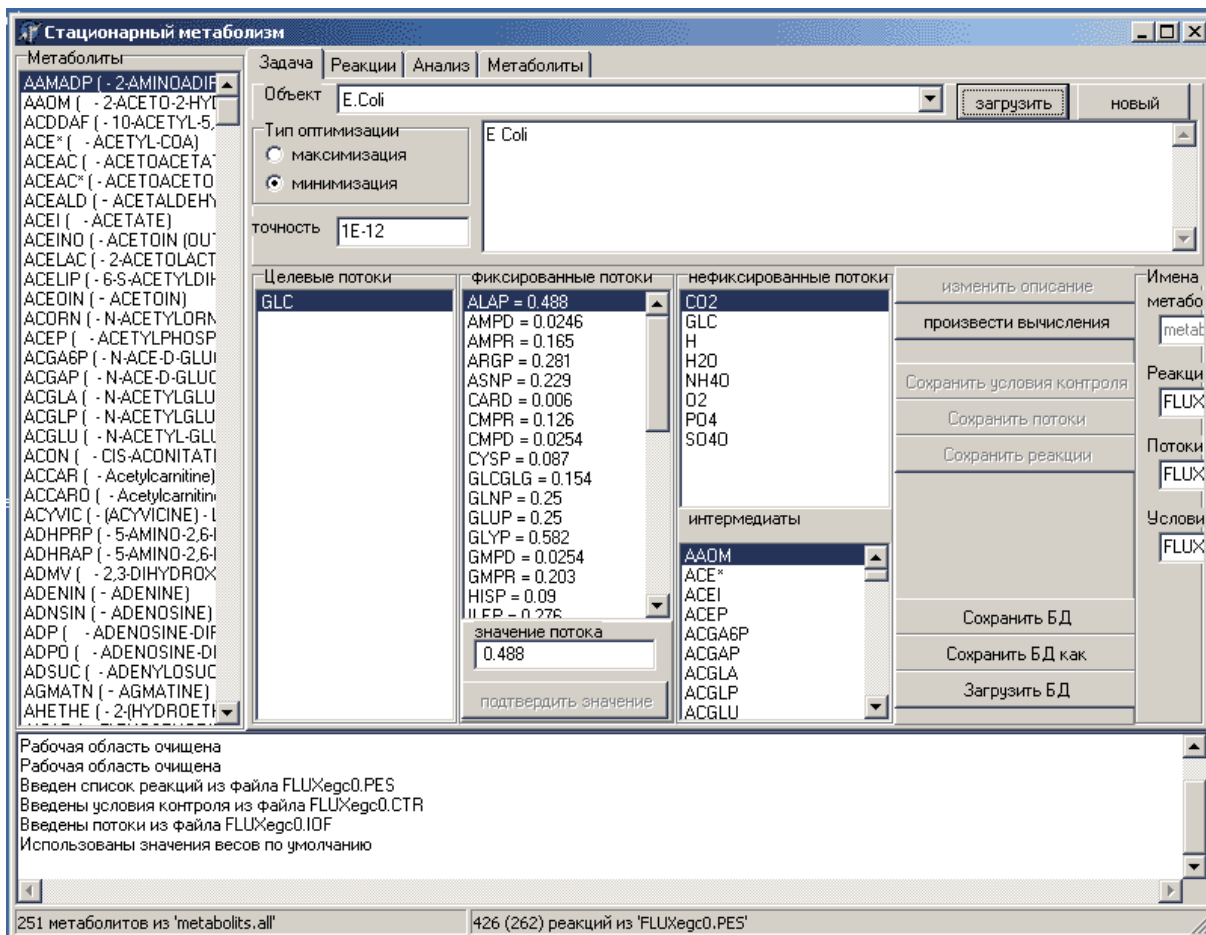 Стационарный метаболизм
Метаболиты
AAMADP ( - 2-AMINOADIP
AAOM ( - 2-ACETO-2-HYI
ACDDAF ( - 10-ACETYL-5,
ACE* ( - ACETYL-COA)
ACEAC ( - ACETOACETA
ACEAC* ( - ACETOACETO
ACEALD ( - ACETALDEHY
ACEI ( - ACETATE)
ACEINO ( - ACETOIN (OUT
ACELAC ( - 2-ACETOLACT
ACELIP ( - 6-S-ACETYLDIH
ACEOIN ( - ACETOIN)
ACORN ( - N-ACETYLORN
ACEP ( - ACETYLPHOSP
ACGA6P ( - N-ACE-D-GLU
ACGAP ( - N-ACE-D-GLUC
ACGLA ( - N-ACETYLGLU
ACGLP ( - N-ACETYLGLU
ACGLU ( - N-ACETYL-GLU
ACON ( - CIS-ACONITATI
ACCAR ( - Acetylcarnitine)
ACCARO ( - Acetylcarnitin
ACYVIC ( - (ACYVICINE) - L
ADHPRP ( - 5-AMINO-2,6-I
ADHRAP ( - 5-AMINO-2,6-I
ADMV ( - 2,3-DIHYDROX
ADENIN ( - ADENINE)
ADNSIN ( - ADENOSINE)
ADP ( - ADENOSINE-DIF
ADPO ( - ADENOSINE-DI
ADSUC ( - ADENYLOSUC
AGMATN ( - AGMATINE)
AHETHE ( - 2-(HYDROETH
Задача Реакции Анализ Метаболиты
Объект E.Coli загрузить новый
Тип оптимизации
максимизация
минимизация
точность 1E-12
E Coli
Целевые потоки
GLC
фиксированные потоки
ALAP = 0.488
AMPD = 0.0246
AMPR = 0.165
ARGP = 0.281
ASNP = 0.229
CARD = 0.006
CMPR = 0.126
CMPD = 0.0254
CYSP = 0.087
GLCGLG = 0.154
GLNP = 0.25
GLUP = 0.25
GLYP = 0.582
GMPD = 0.0254
GMPR = 0.203
HISP = 0.09
ILEP = 0.276
значение потока
0.488
подтвердить значение
нефиксированные потоки
CO2
GLC
H
H2O
NH4O
O2
PO4
SO4O
интермедиаты
AAOM
ACE*
ACEI
ACEP
ACGA6P
ACGAP
ACGLA
ACGLP
ACGLU
изменить описание
произвести вычисления
Сохранить условия контроля
Сохранить потоки
Сохранить реакции
Сохранить БД
Сохранить БД как
Загрузить БД
Имена
метабо
metab
Реакци
FLUX
Потоки
FLUX
Услови
FLUX
Рабочая область очищена
Рабочая область очищена
Введен список реакций из файла FLUXegc0.PES
Введены условия контроля из файла FLUXegc0.CTR
Введены потоки из файла FLUXegc0.IOF
Использованы значения весов по умолчанию
251 метаболитов из 'metabolits.all' 426 (262) реакций из 'FLUXegc0.PES'